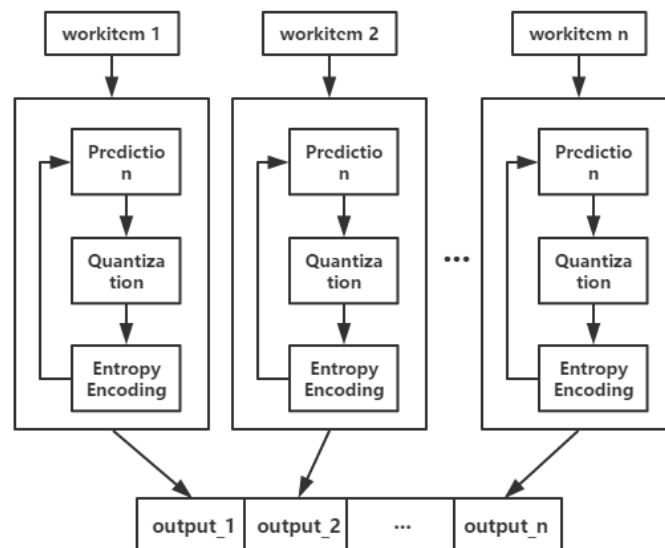 workitem 1
workitem 2
workitem n
Predictio
n
Quantiza
tion
Entropy
Encoding
Predictio
n
Quantiza
tion
Entropy
Encoding
...
Predictio
n
Quantiza
tion
Entropy
Encoding
output_1
output_2
...
output_n